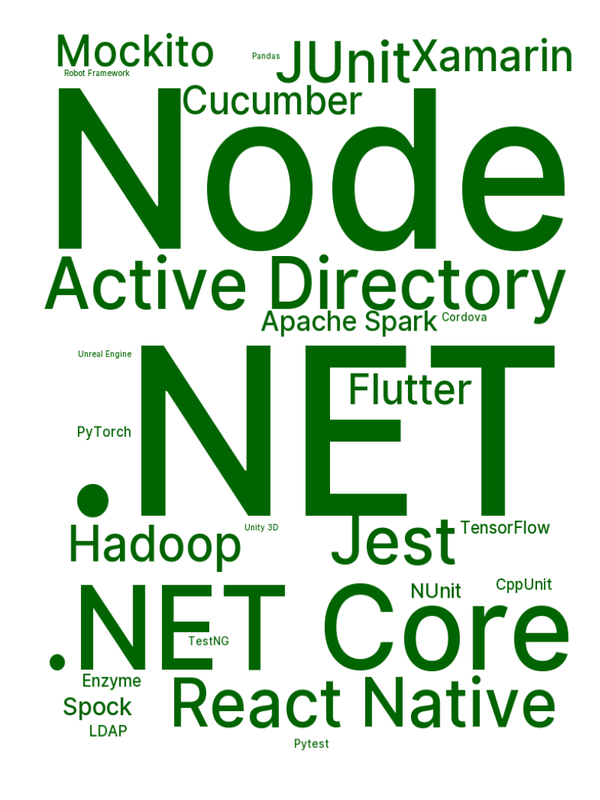 Mockito
Pandas
JUnit
Xamarin
Robot Framework
Cucumber
Node
Active Directory
Apache Spark
Cordova
Unreal Engine
.NET
Flutter
PyTorch
Hadoop
Unity 3D
Jest
TensorFlow
.NET Core
NUnit
CppUnit
TestNG
Enzyme
React Native
Spock
LDAP
Pytest